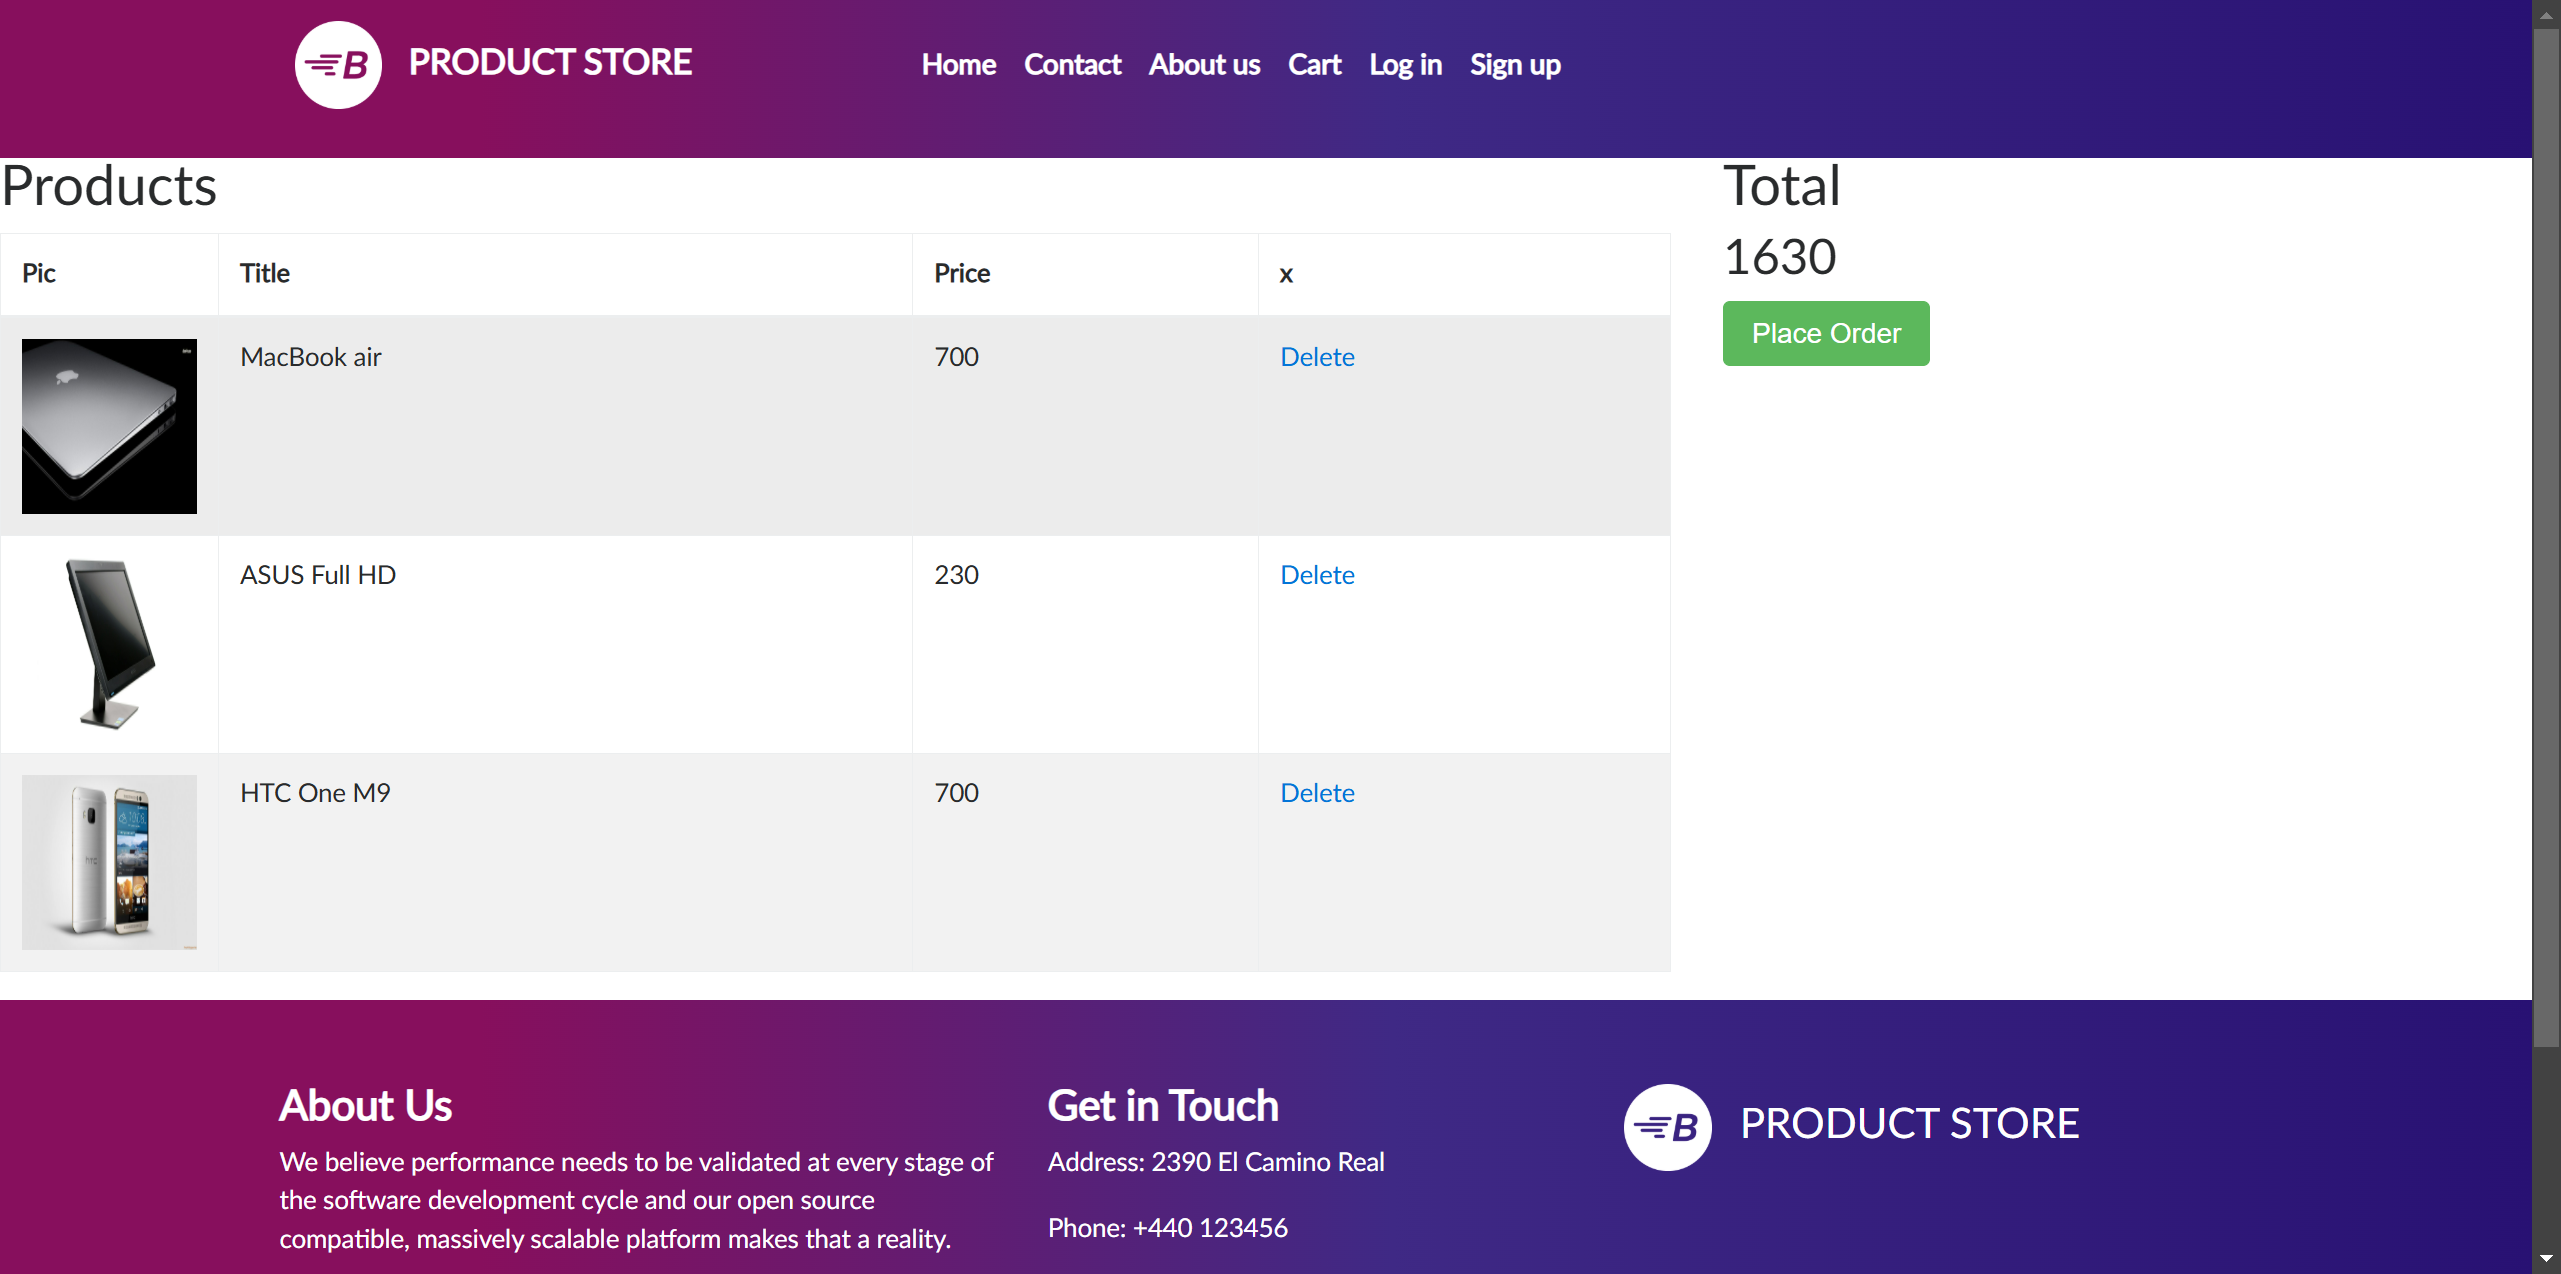 B PRODUCT STORE
Home Contact About us Cart Log in Sign up
Products
Pic Title Price x
MacBook air 700 Delete
ASUS Full HD 230 Delete
HTC One M9 700 Delete
Total
1630
Place Order
About Us
We believe performance needs to be validated at every stage of
the software development cycle and our open source
compatible, massively scalable platform makes that a reality.
Get in Touch
Address: 2390 El Camino Real
Phone: +440 123456
B PRODUCT STORE